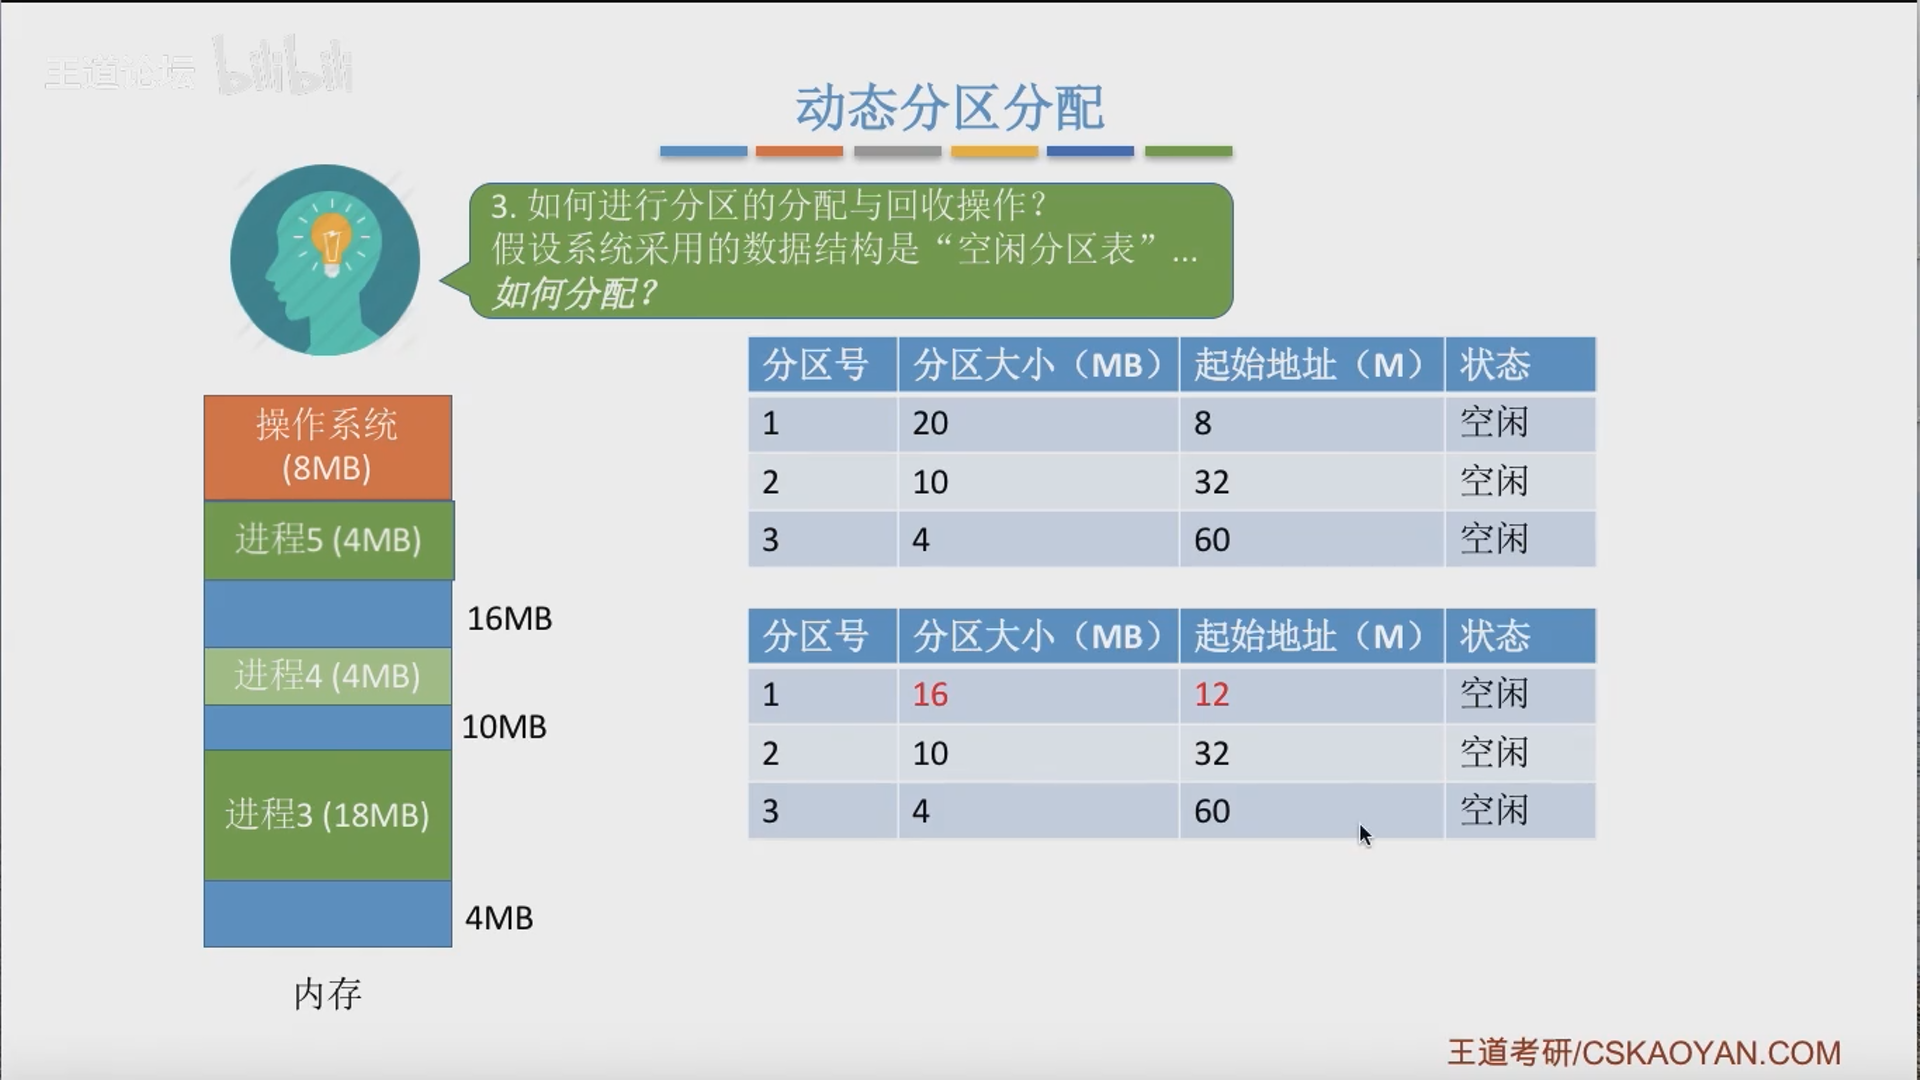 王道论坛 bilibili
动态分区分配
3. 如何进行分区的分配与回收操作？
假设系统采用的数据结构是“空闲分区表”...
如何分配？
操作系统
(8MB)
进程5 (4MB)
16MB
进程4 (4MB)
10MB
进程3 (18MB)
4MB
内存
分区号 分区大小（MB） 起始地址（M） 状态
1 20 8 空闲
2 10 32 空闲
3 4 60 空闲
分区号 分区大小（MB） 起始地址（M） 状态
1 16 12 空闲
2 10 32 空闲
3 4 60 空闲
王道考研/CSKAOYAN.COM